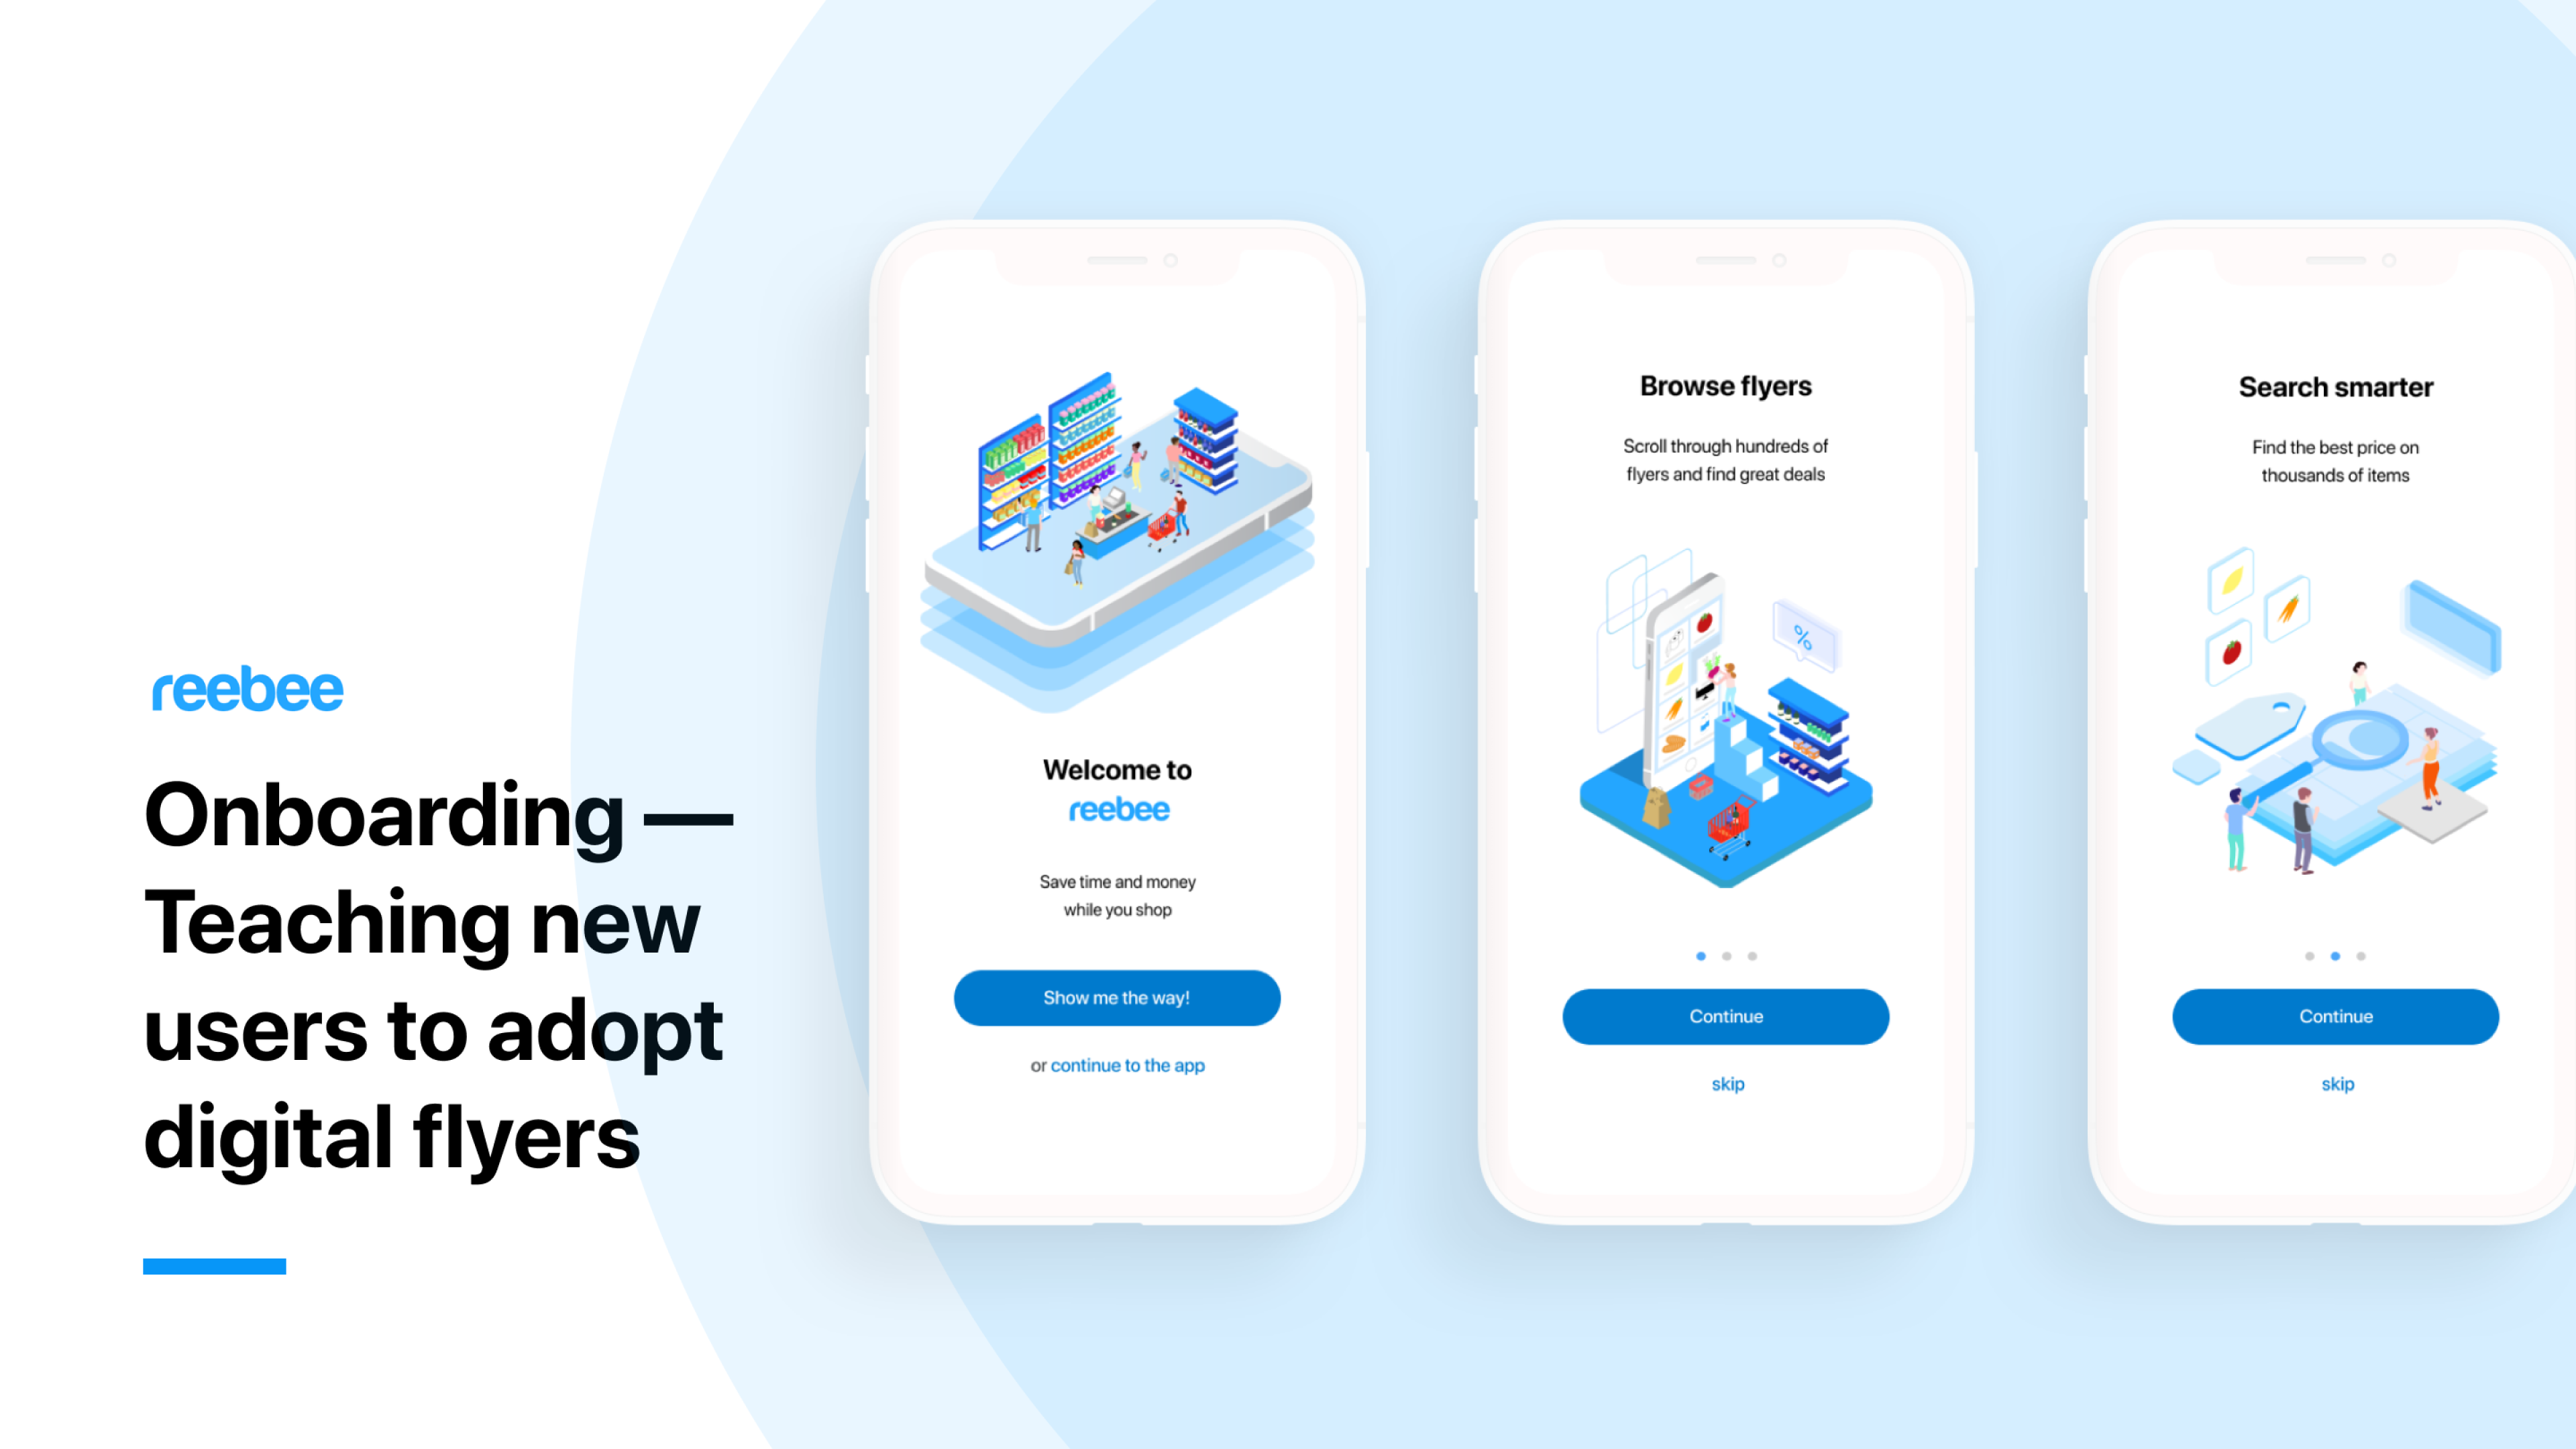 reebee
Onboarding —
Teaching new
users to adopt
digital flyers
Welcome to
reebee
Save time and money
while you shop
Show me the way!
or continue to the app
Browse flyers
Scroll through hundreds of
flyers and find great deals
%
Continue
skip
Search smarter
Find the best price on
thousands of items
Continue
skip